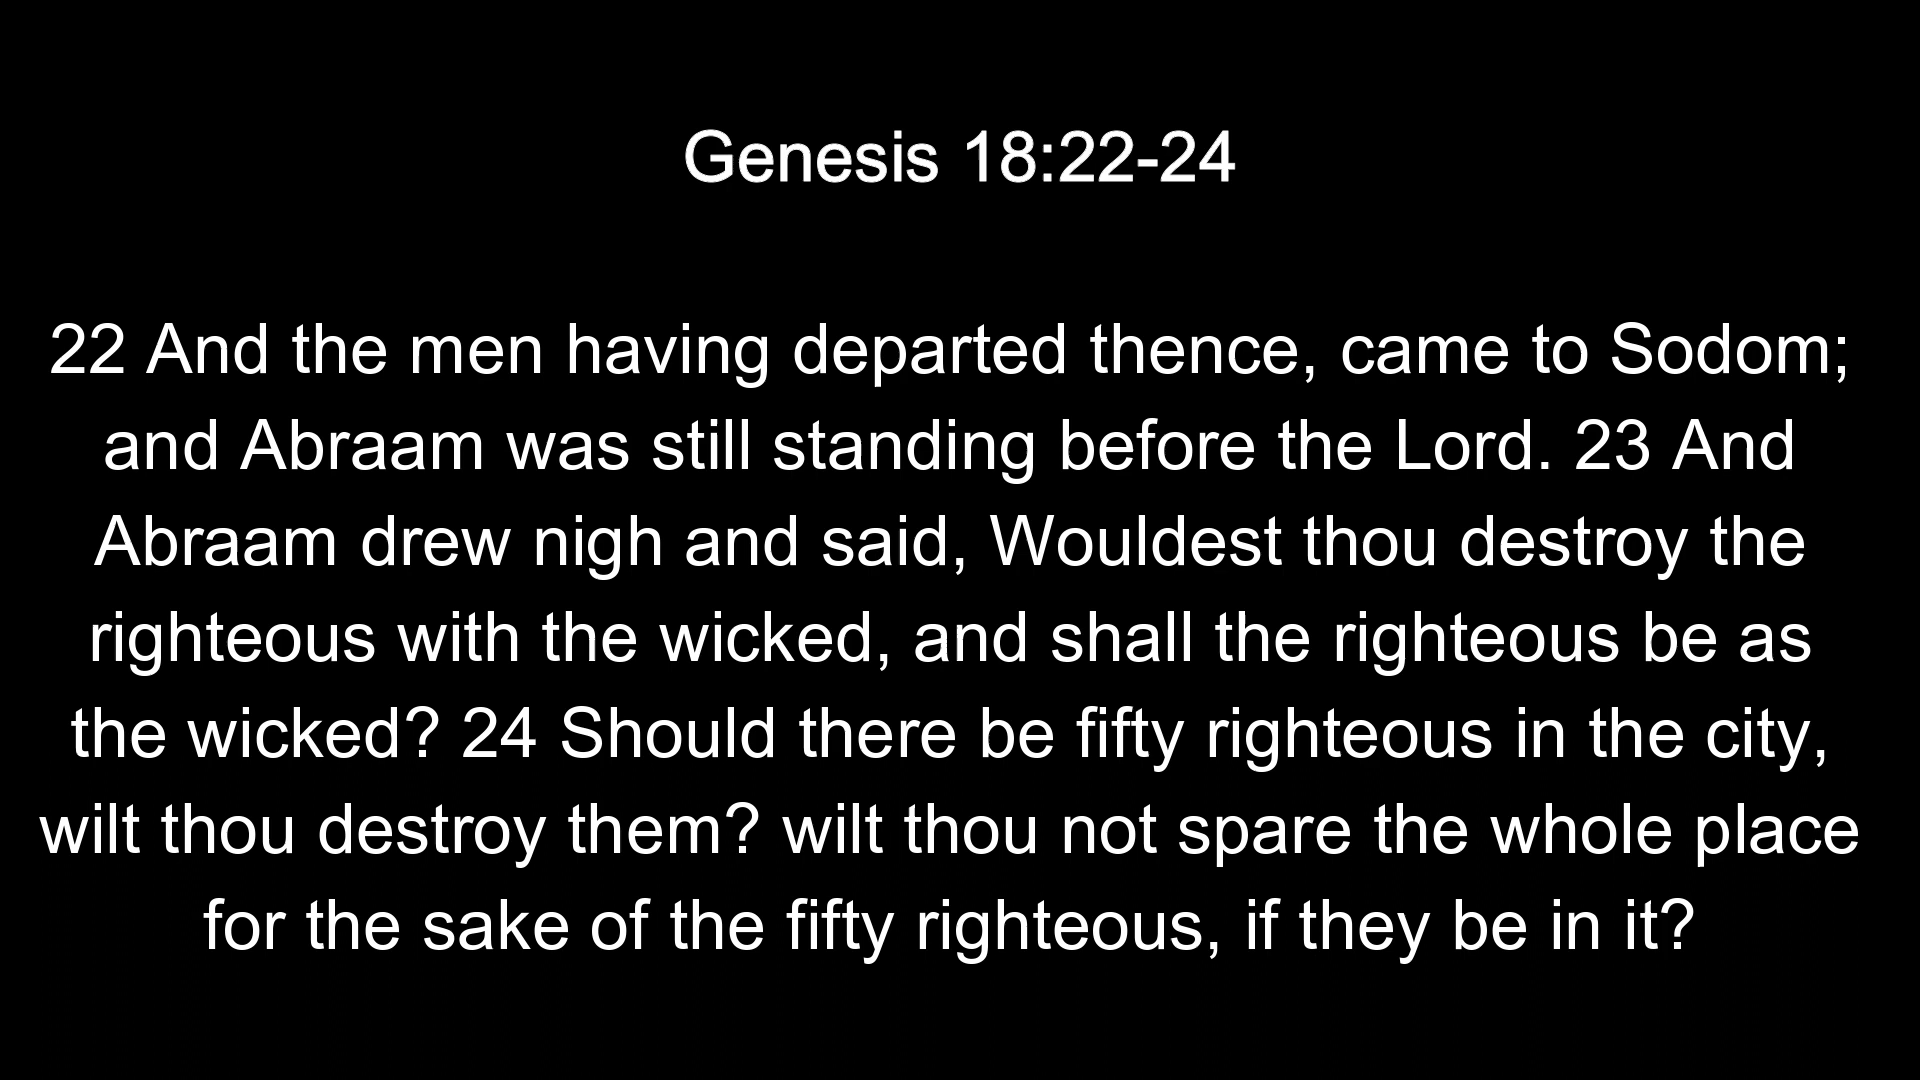 Genesis 18:22-24
22 And the men having departed thence, came to Sodom;
and Abraam was still standing before the Lord. 23 And
Abraam drew nigh and said, Wouldest thou destroy the
righteous with the wicked, and shall the righteous be as
the wicked? 24 Should there be fifty righteous in the city,
wilt thou destroy them? wilt thou not spare the whole place
for the sake of the fifty righteous, if they be in it?